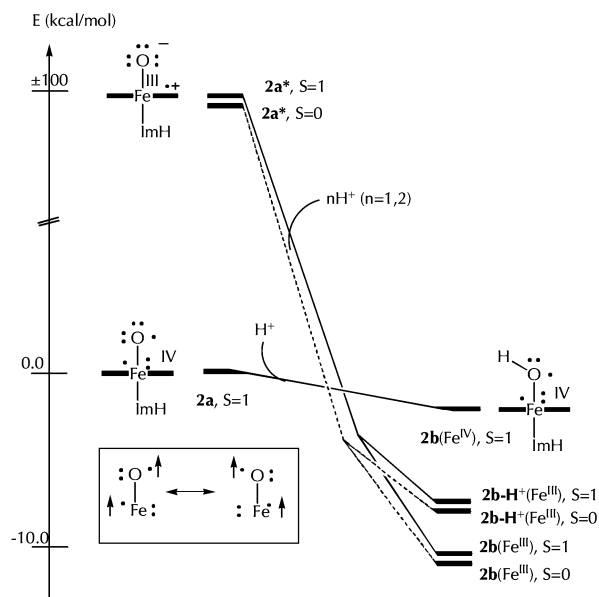 E (kcal/mol)
O
–
III
•+
Fe
ImH
±100
2a*, S=1
2a*, S=0
nH⁺ (n=1,2)
O
IV
Fe
ImH
0.0
H⁺
2a, S=1
H
O
IV
Fe
ImH
2b(Feᴵⱽ), S=1
O
Fe
O
Fe
2b-H⁺(Feᴵᴵᴵ), S=1
2b-H⁺(Feᴵᴵᴵ), S=0
-10.0
2b(Feᴵᴵᴵ), S=1
2b(Feᴵᴵᴵ), S=0